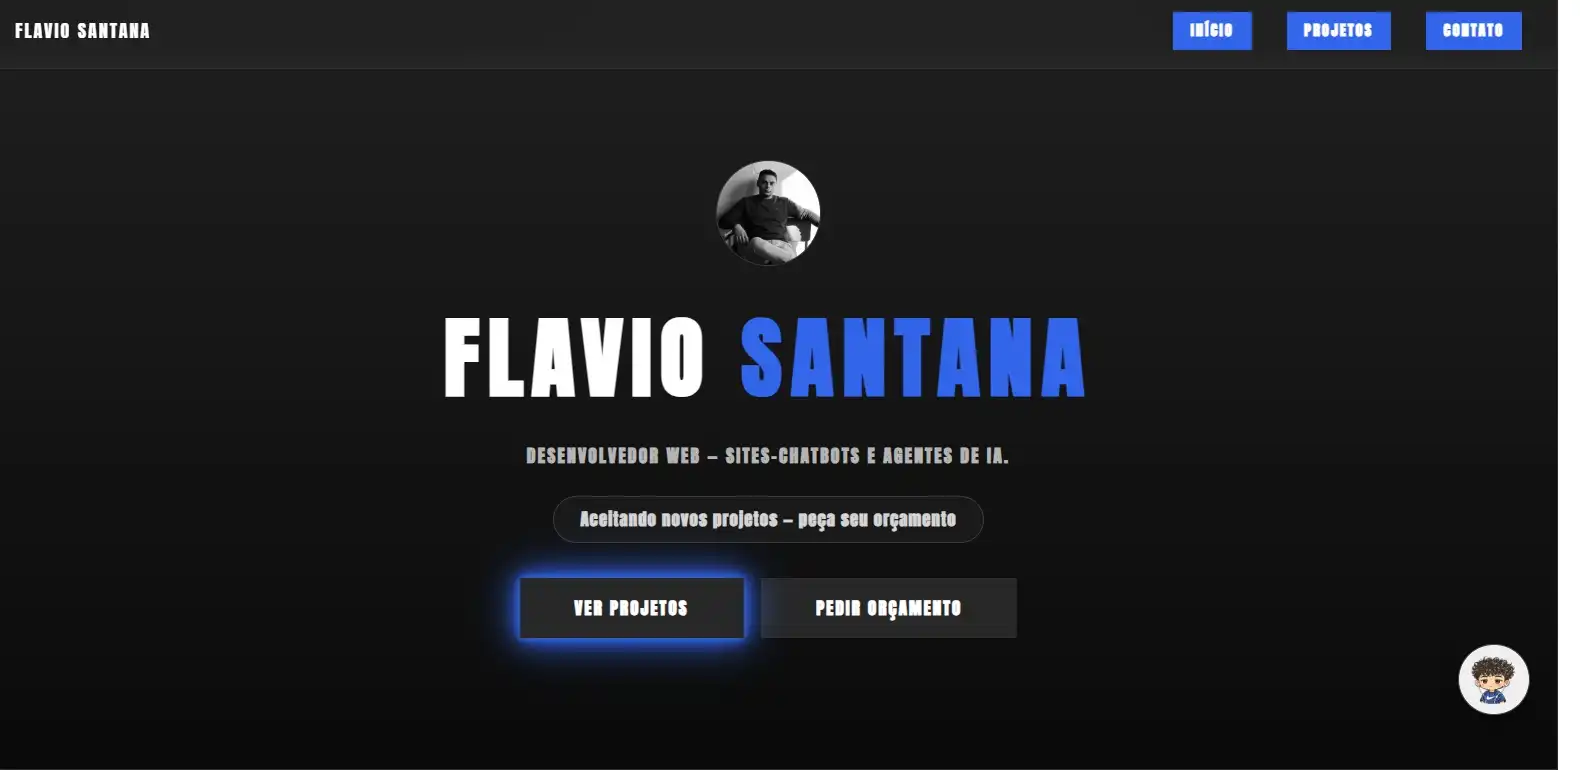 FLAVIO SANTANA
INÍCIO
PROJETOS
CONTATO
FLAVIO SANTANA
DESENVOLVEDOR WEB – SITES-CHATBOTS E AGENTES DE IA.
Aceitando novos projetos – peça seu orçamento
VER PROJETOS
PEDIR ORÇAMENTO